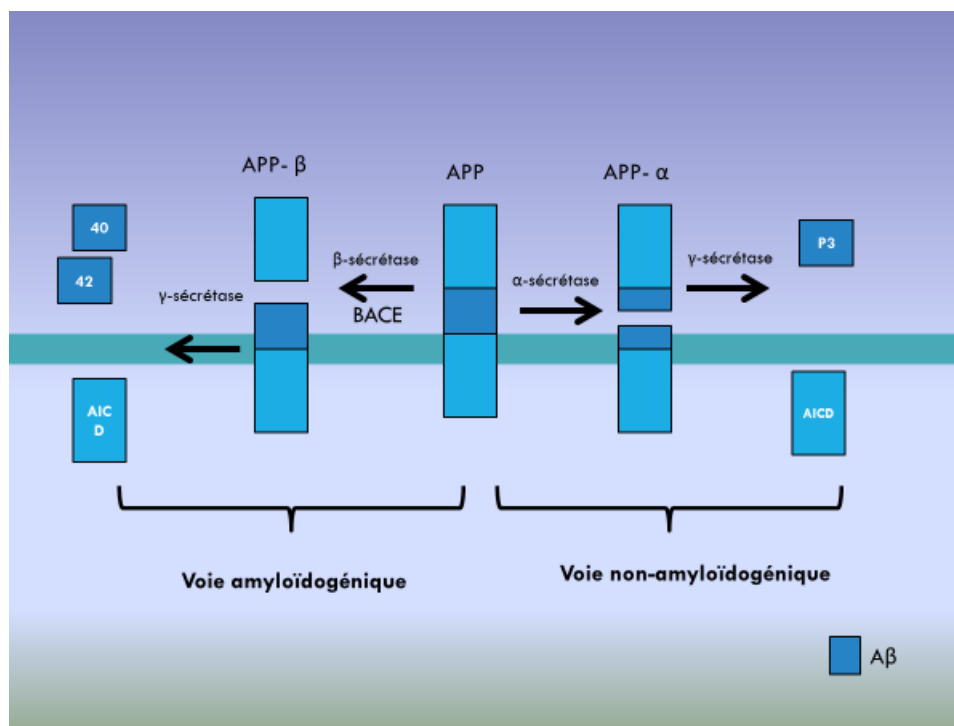 APP- β
APP
APP- α
40
42
P3
β-sécrétase
BACE
α-sécrétase
γ-sécrétase
γ-sécrétase
AIC
D
AICD
Voie amyloïdogénique
Voie non-amyloïdogénique
Aβ